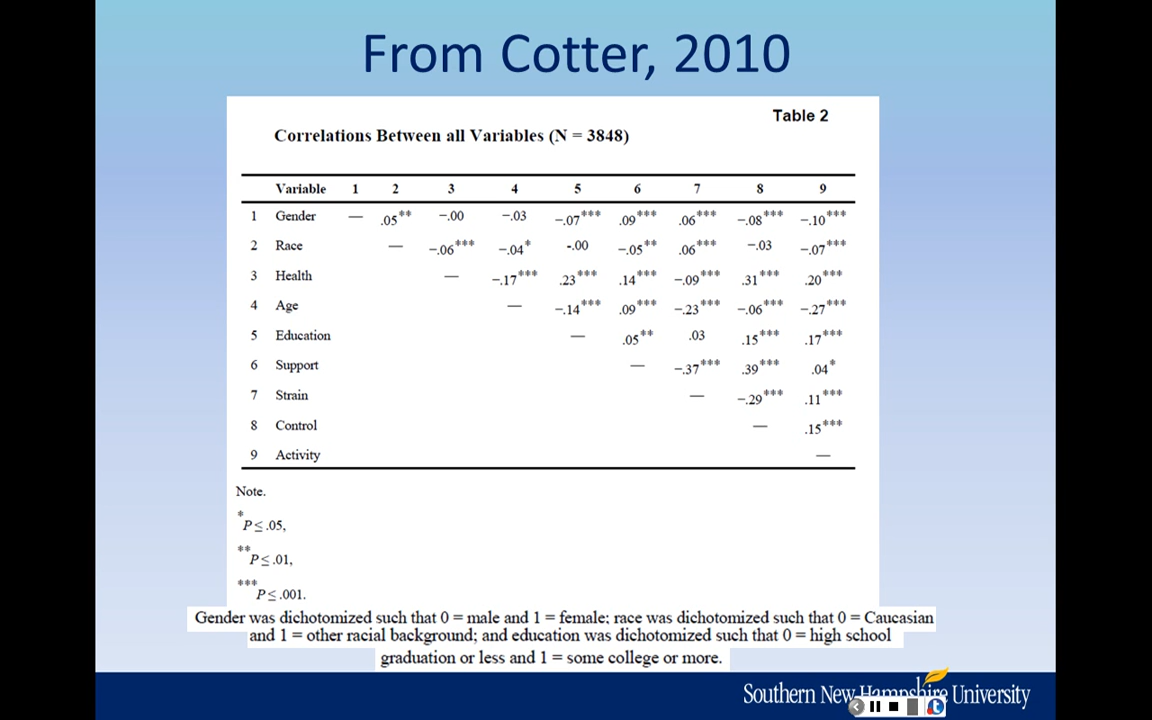 From Cotter, 2010
Table 2
Correlations Between all Variables (N = 3848)
Variable 1 2 3 4 5 6 7 8 9
1 Gender — .05** −.00 −.03 −.07*** .09*** .06*** −.08*** −.10***
2 Race — −.06*** −.04* -.00 −.05** .06*** −.03 −.07***
3 Health — −.17*** .23*** .14*** −.09*** .31*** .20***
4 Age — −.14*** .09*** −.23*** −.06*** −.27***
5 Education — .05** .03 .15*** .17***
6 Support — −.37*** .39*** .04*
7 Strain — −.29*** .11***
8 Control — .15***
9 Activity —
Note.
*P≤.05,
**P≤.01,
***P≤.001.
Gender was dichotomized such that 0 = male and 1 = female; race was dichotomized such that 0 = Caucasian
and 1 = other racial background; and education was dichotomized such that 0 = high school
graduation or less and 1 = some college or more.
Southern New Hampshire University